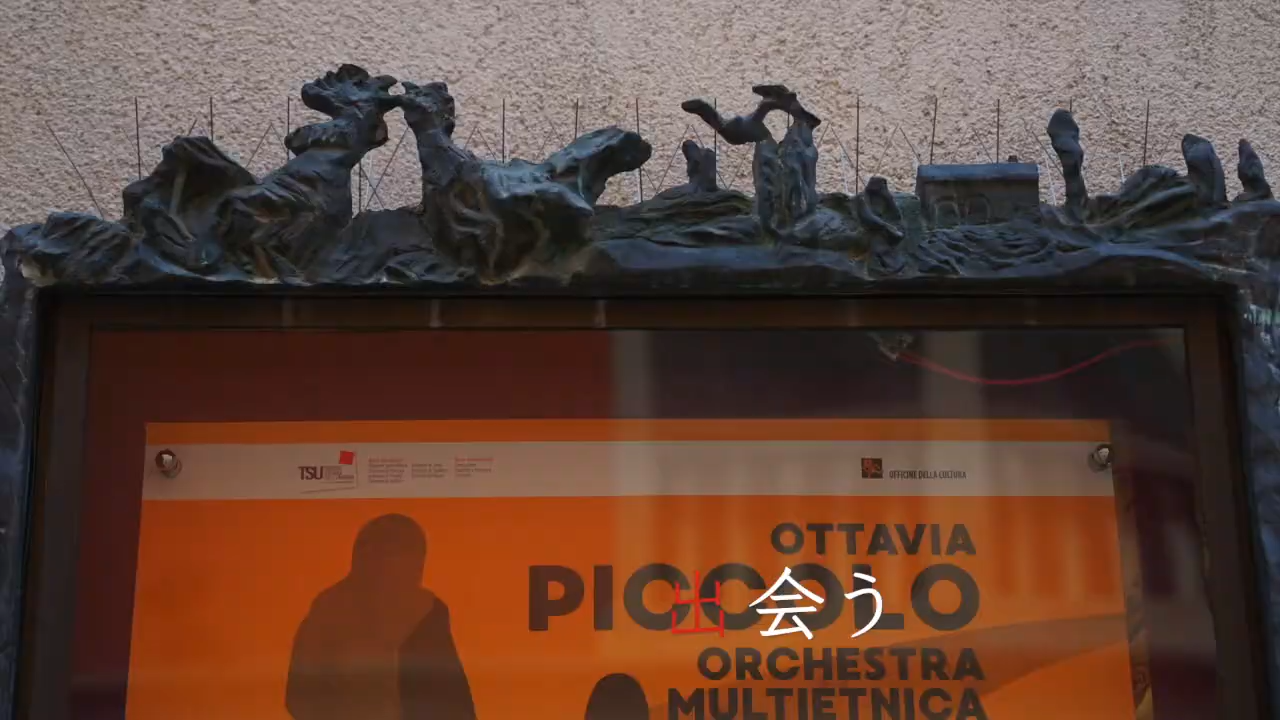 TSU
OFFICINE DELLA CULTURA
OTTAVIA
PICCOLO
出会う
ORCHESTRA
MULTIETNICA